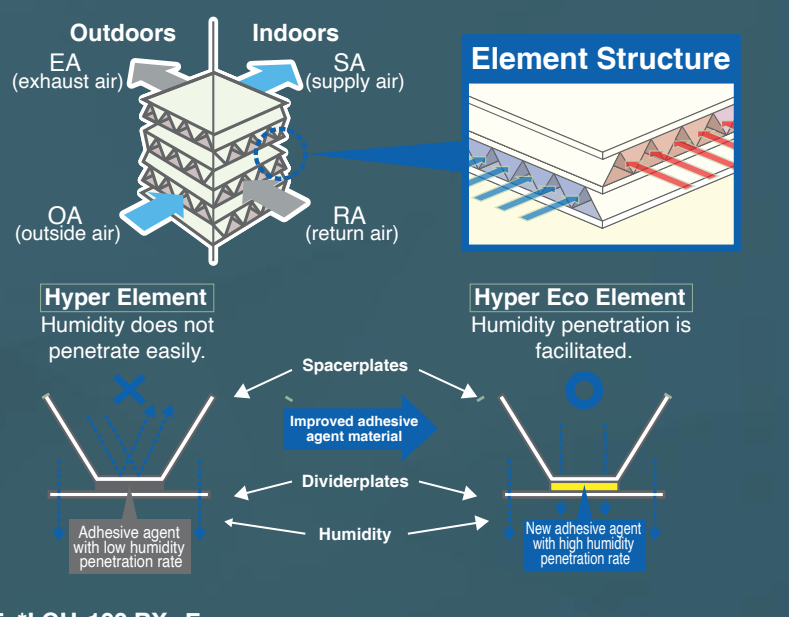 Outdoors
Indoors
EA
(exhaust air)
SA
(supply air)
OA
(outside air)
RA
(return air)
Element Structure
Hyper Element
Humidity does not
penetrate easily.
Hyper Eco Element
Humidity penetration is
facilitated.
Spacerplates
Improved adhesive
agent material
Dividerplates
Humidity
Adhesive agent
with low humidity
penetration rate
New adhesive agent
with high humidity
penetration rate